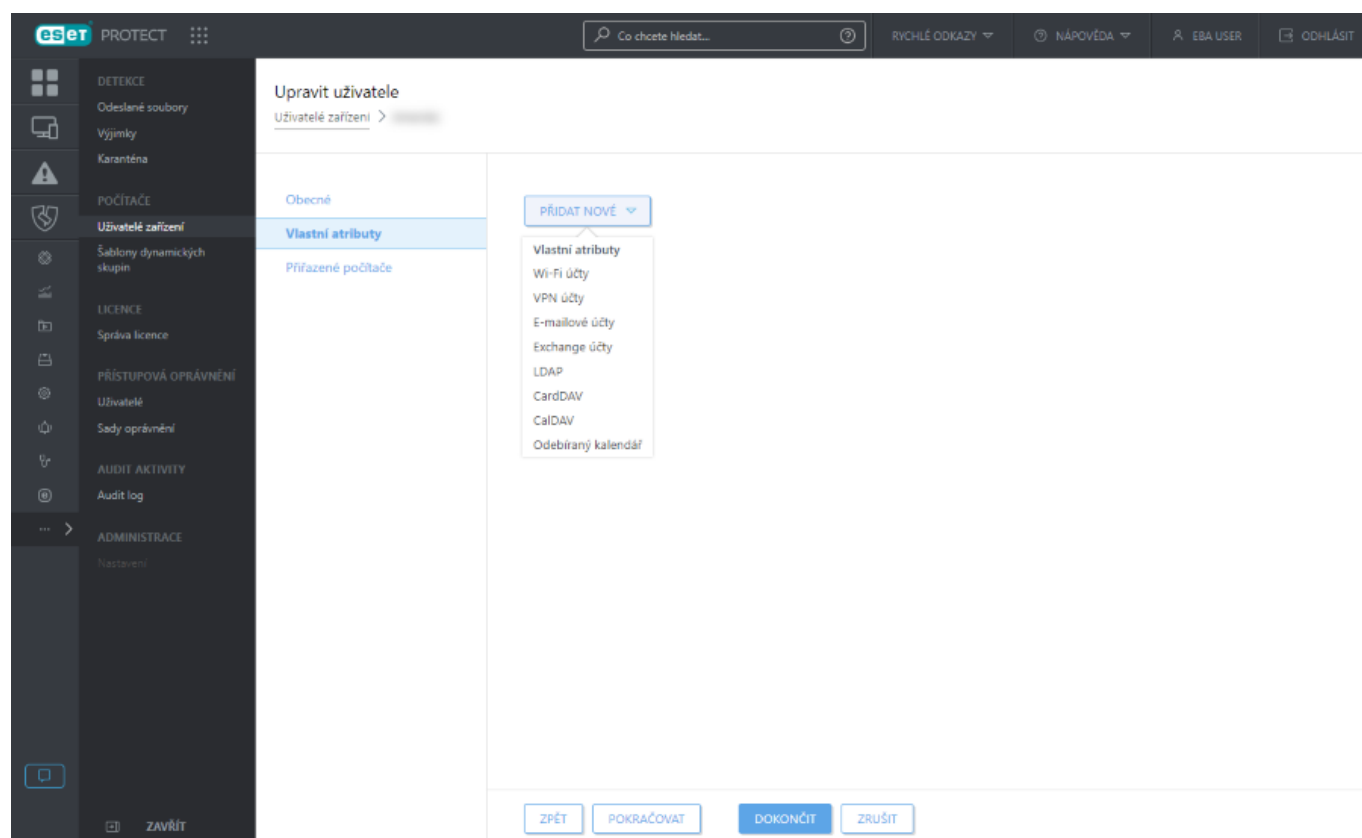 eset PROTECT
Co chcete hledat...
RYCHLÉ ODKAZY
NÁPOVĚDA
EBA USER
ODHLÁSIT
DETEKCE
Odeslané soubory
Výjimky
Karanténa
POČÍTAČE
Uživatelé zařízení
Šablony dynamických
skupin
LICENCE
Správa licence
PŘÍSTUPOVÁ OPRÁVNĚNÍ
Uživatelé
Sady oprávnění
AUDIT AKTIVITY
Audit log
ADMINISTRACE
Nastavení
ZAVŘÍT
Upravit uživatele
Uživatelé zařízení >
Obecné
Vlastní atributy
Přiřazené počítače
PŘIDAT NOVÉ
Vlastní atributy
Wi-Fi účty
VPN účty
E-mailové účty
Exchange účty
LDAP
CardDAV
CalDAV
Odebíraný kalendář
ZPĚT
POKRAČOVAT
DOKONČIT
ZRUŠIT